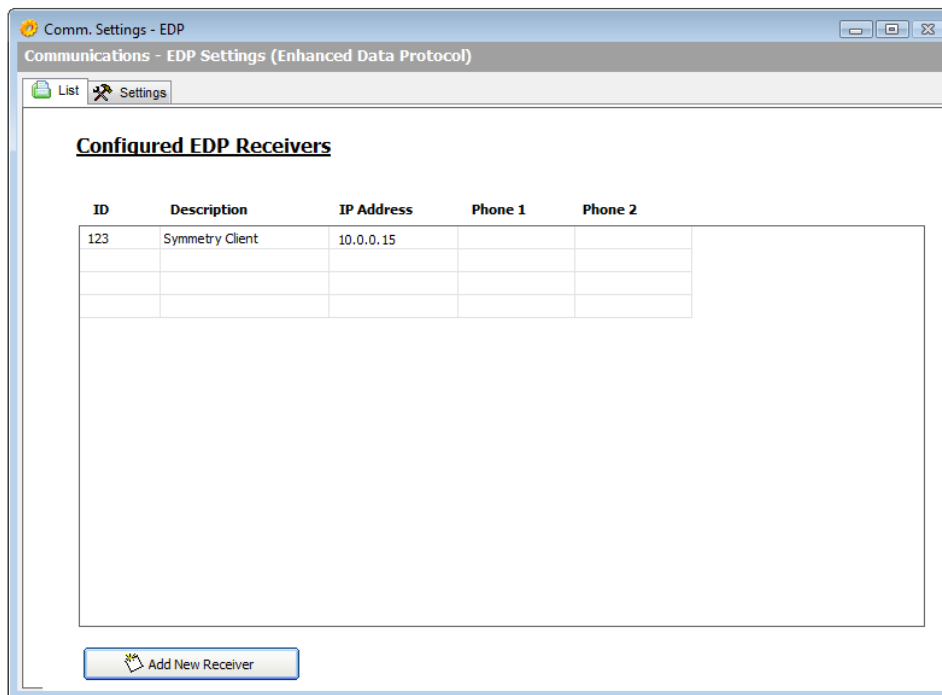 Comm. Settings - EDP
Communications - EDP Settings (Enhanced Data Protocol)
List Settings
Configured EDP Receivers
ID Description IP Address Phone 1 Phone 2
123 Symmetry Client 10.0.0.15
Add New Receiver